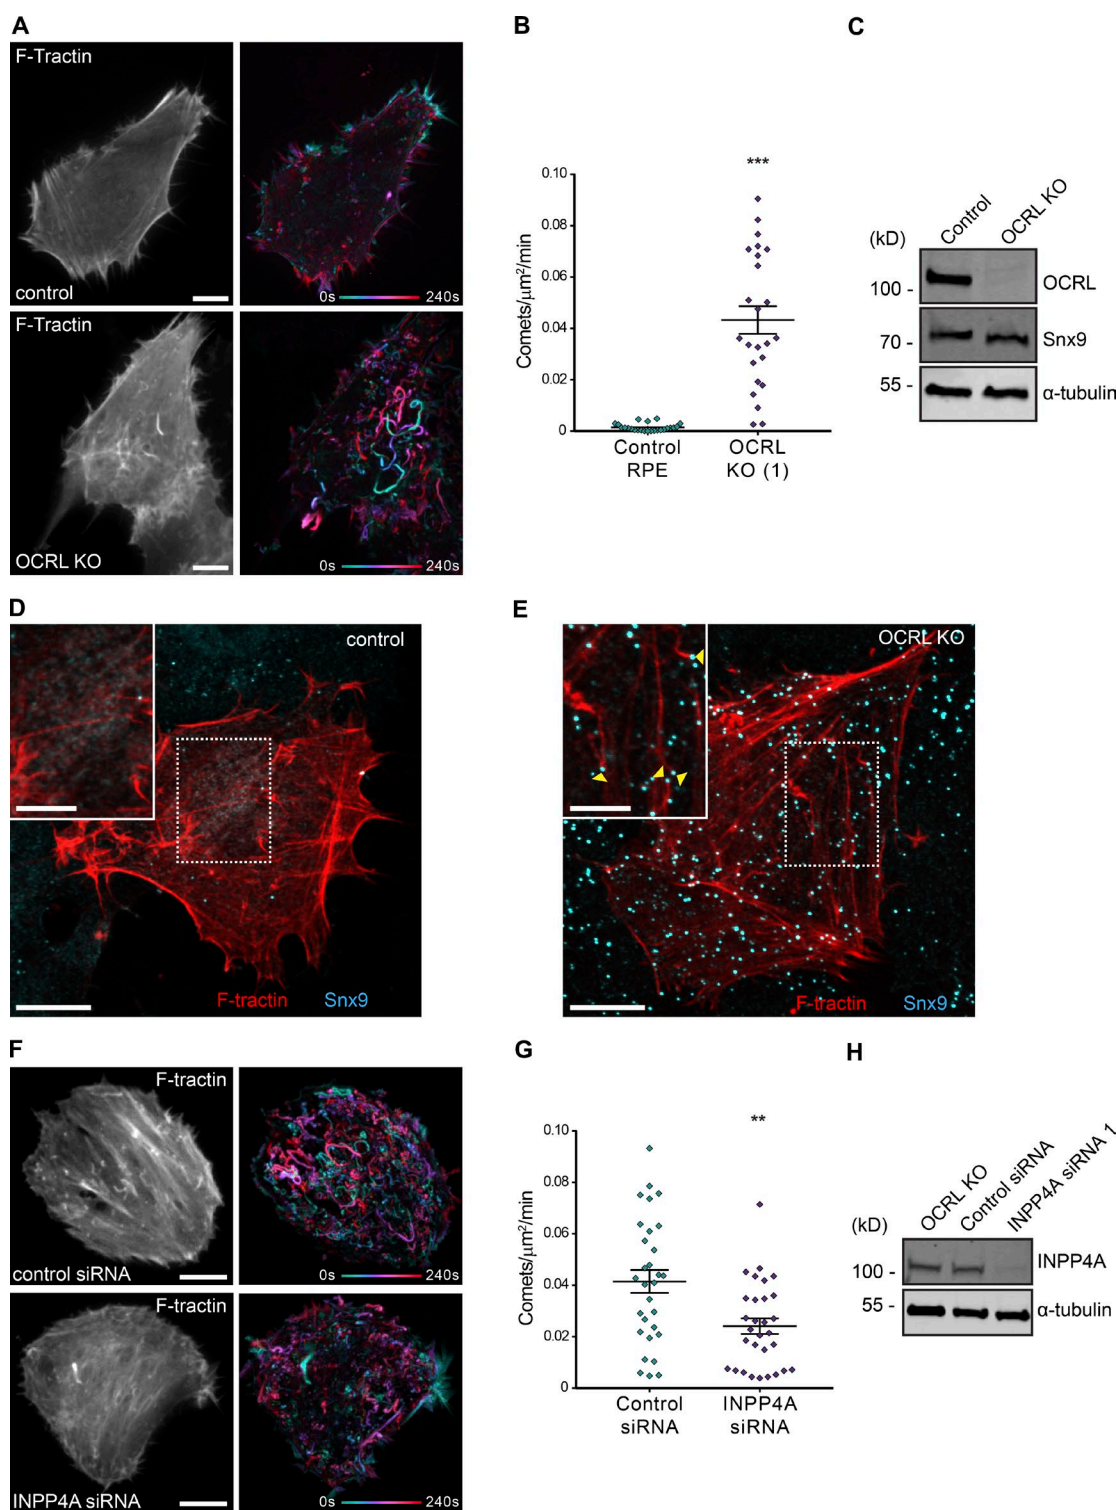 A
F-Tractin
control
0s
240s
F-Tractin
OCRL KO
0s
240s
B
***
Comets/μm²/min
0.10
0.08
0.06
0.04
0.02
0
Control
RPE
OCRL
KO (1)
C
Control
OCRL KO
(kD)
100 -
OCRL
70 -
Snx9
55 -
α-tubulin
D
control
F-tractin
Snx9
E
OCRL KO
F-tractin
Snx9
F
F-tractin
control siRNA
0s
240s
F-tractin
INPP4A siRNA
0s
240s
G
**
Comets/μm²/min
0.10
0.08
0.06
0.04
0.02
0
Control
siRNA
INPP4A
siRNA
H
OCRL KO
Control siRNA
INPP4A siRNA 1
(kD)
100 -
INPP4A
55 -
α-tubulin